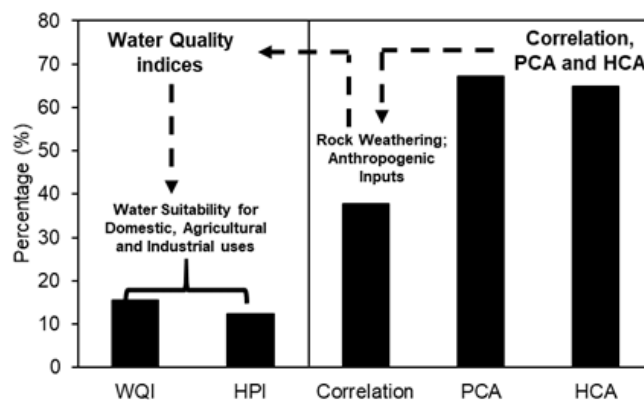 80
70
60
50
40
30
20
10
0
Percentage (%)
Water Quality
indices
Water Suitability for
Domestic, Agricultural
and Industrial uses
Correlation,
PCA and HCA
Rock Weathering;
Anthropogenic
Inputs
WQI HPI Correlation PCA HCA